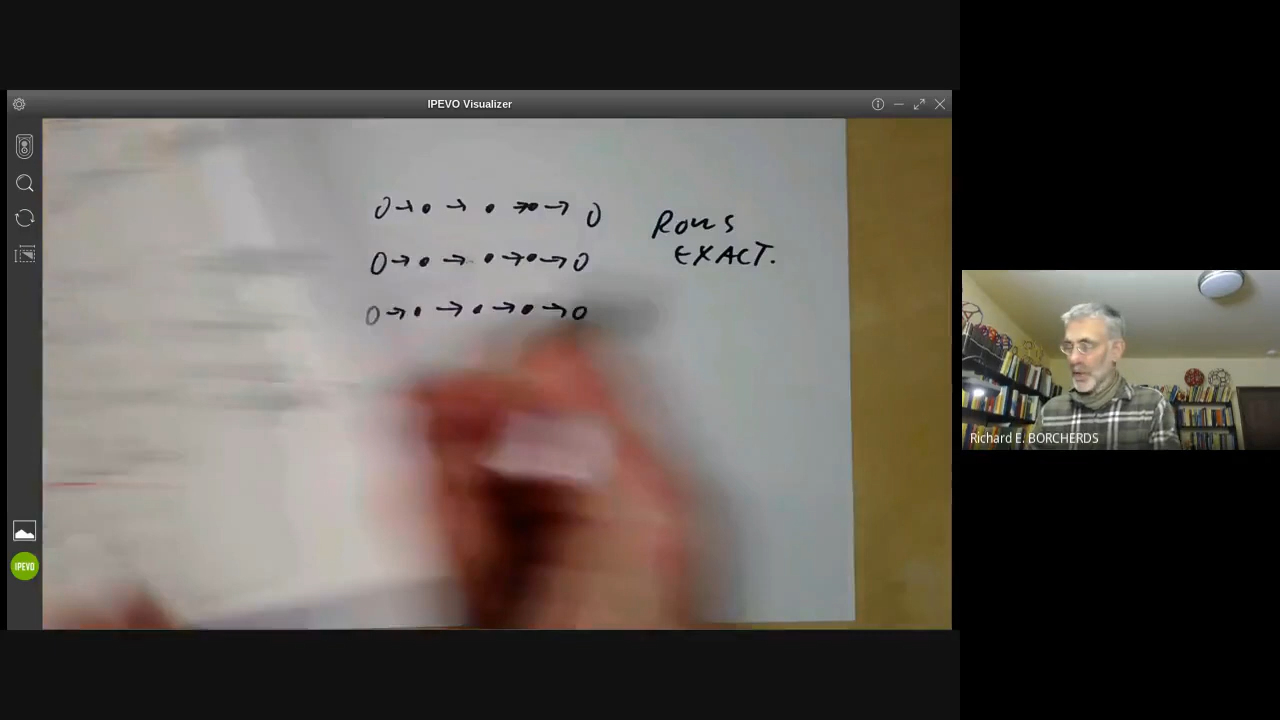 IPEVO Visualizer
0 → • → • → • → 0
ROWS
EXACT.
0 → • → • → • → 0
0 → • → • → • → 0
IPEVO
Richard E. BORCHERDS